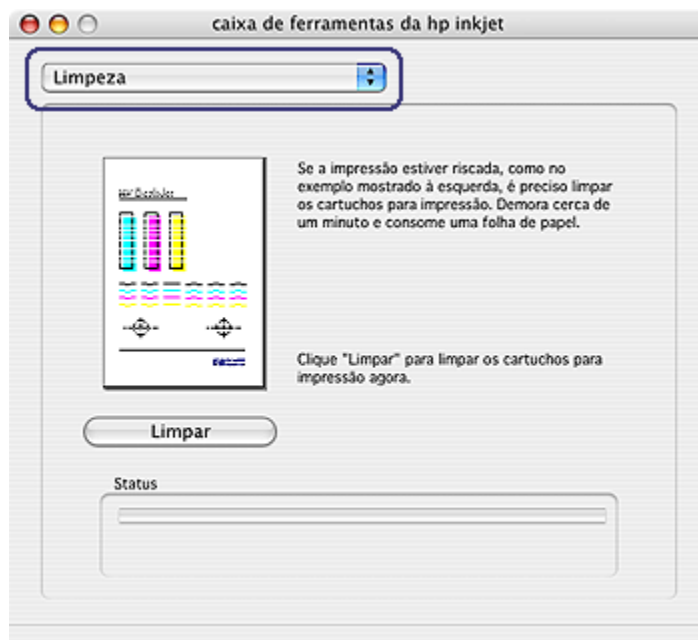 caixa de ferramentas da hp inkjet
Limpeza
Se a impressão estiver riscada, como no
exemplo mostrado à esquerda, é preciso limpar
os cartuchos para impressão. Demora cerca de
um minuto e consome uma folha de papel.
Clique "Limpar" para limpar os cartuchos para
impressão agora.
Limpar
Status